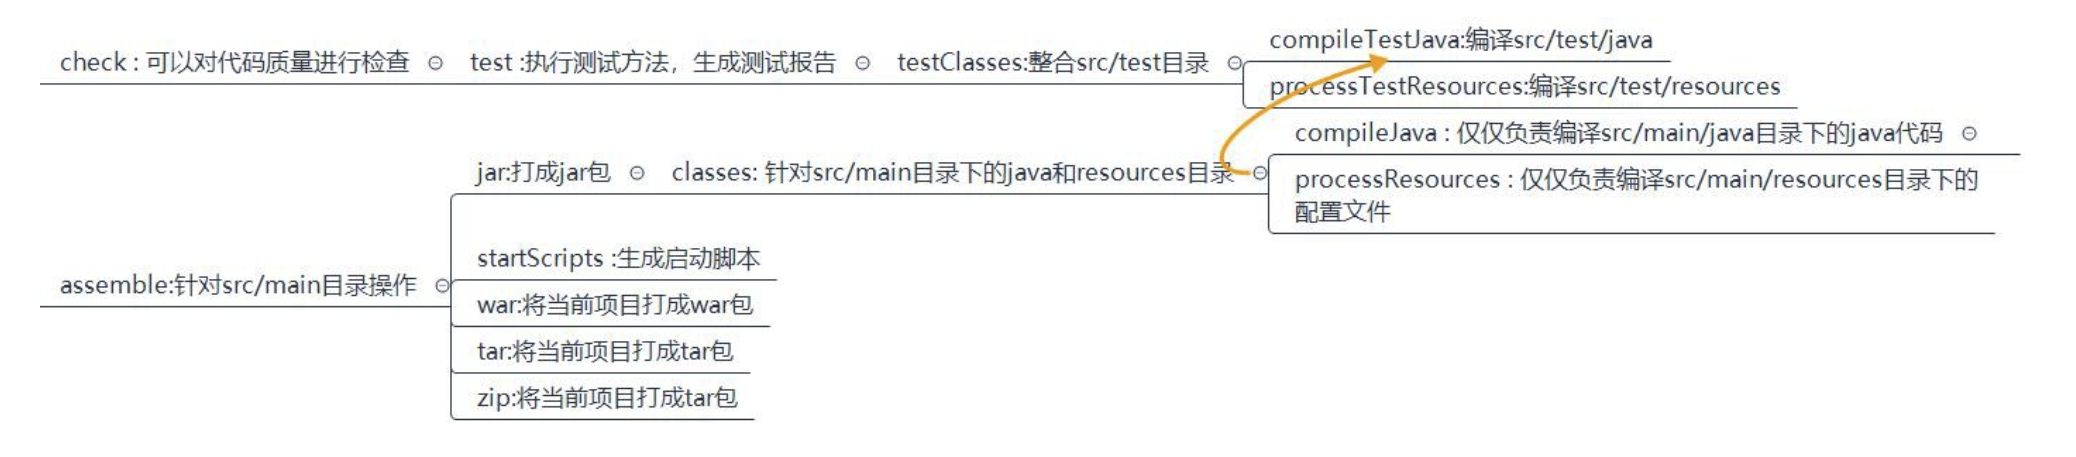 check : 可以对代码质量进行检查
test :执行测试方法，生成测试报告
testClasses:整合src/test目录
compileTestJava:编译src/test/java
processTestResources:编译src/test/resources
assemble:针对src/main目录操作
jar:打成jar包
classes: 针对src/main目录下的java和resources目录
compileJava : 仅仅负责编译src/main/java目录下的java代码
processResources : 仅仅负责编译src/main/resources目录下的
配置文件
startScripts :生成启动脚本
war:将当前项目打成war包
tar:将当前项目打成tar包
zip:将当前项目打成tar包